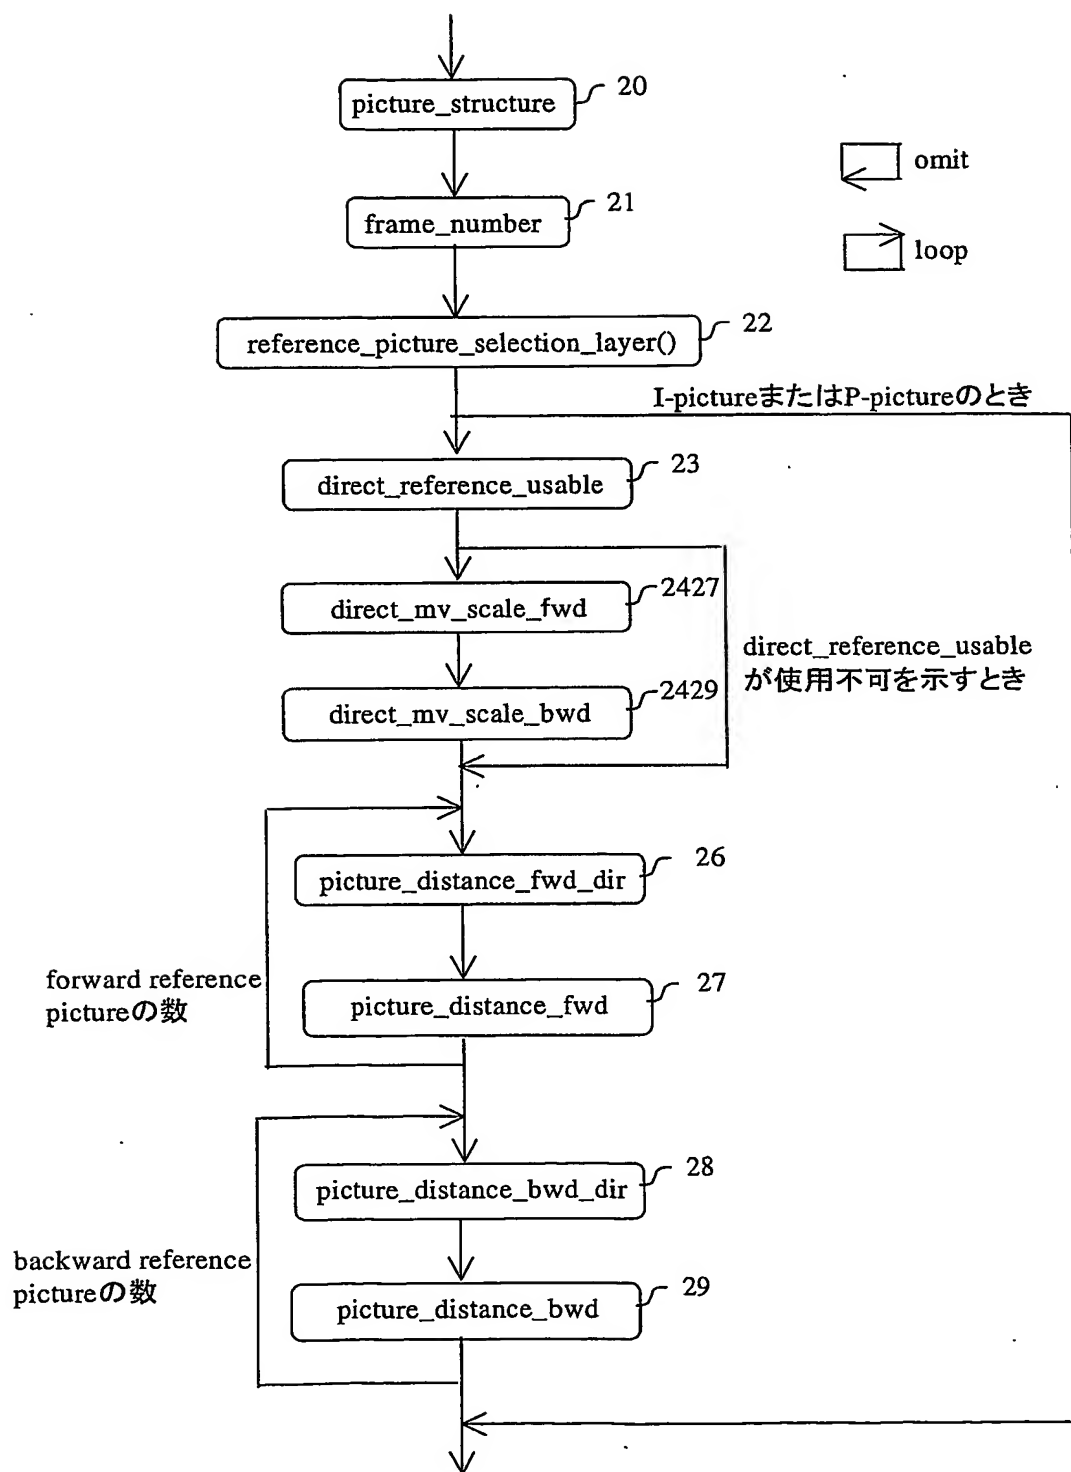 picture_structure
20
frame_number
21
omit
loop
reference_picture_selection_layer()
22
I-pictureまたはP-pictureのとき
direct_reference_usable
23
direct_mv_scale_fwd
2427
direct_reference_usable
が使用不可を示すとき
direct_mv_scale_bwd
2429
picture_distance_fwd_dir
26
forward reference
pictureの数
picture_distance_fwd
27
picture_distance_bwd_dir
28
backward reference
pictureの数
picture_distance_bwd
29